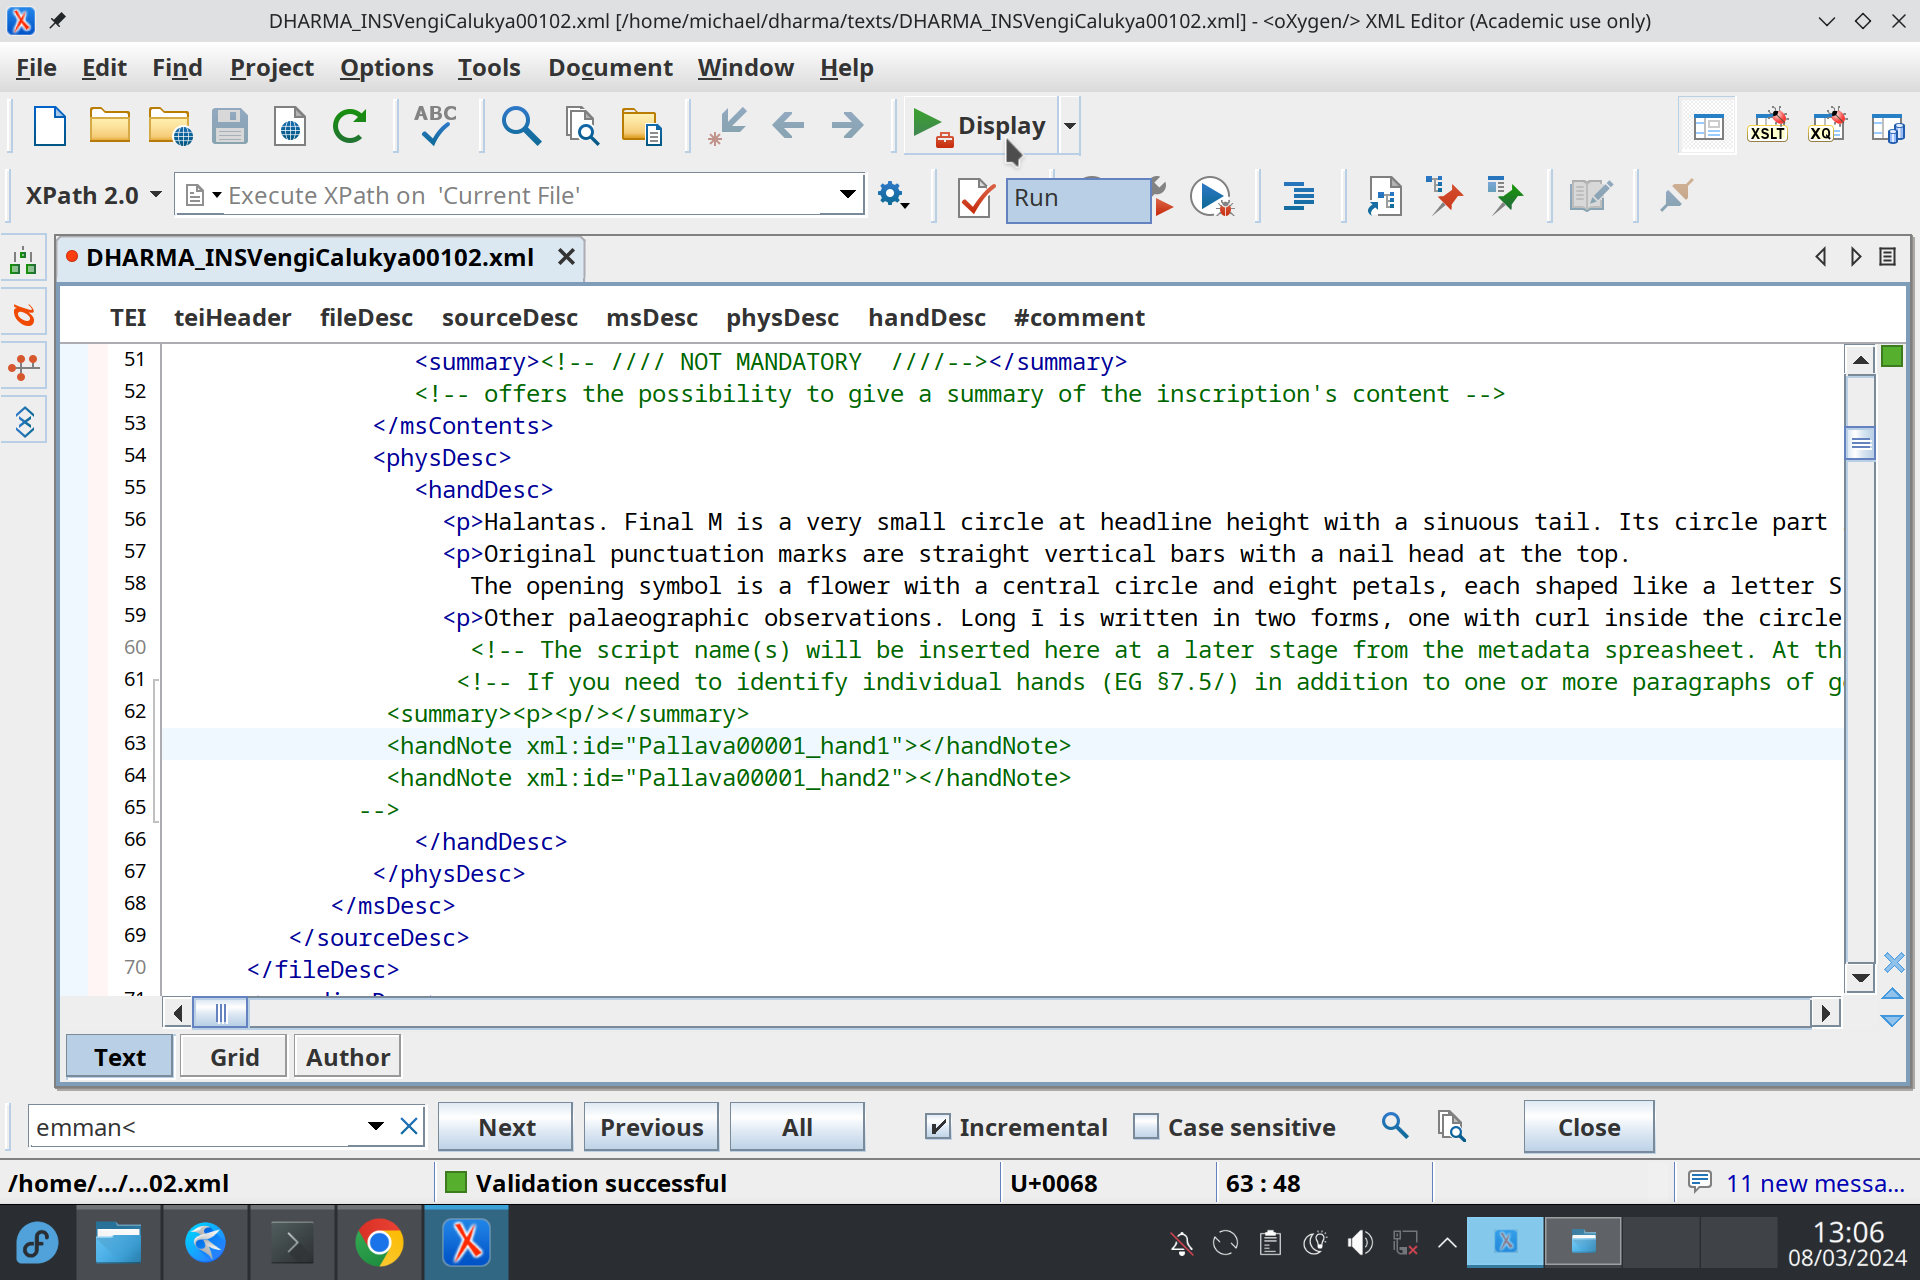 DHARMA_INSVengiCalukya00102.xml [/home/michael/dharma/texts/DHARMA_INSVengiCalukya00102.xml] - <oXygen/> XML Editor (Academic use only)
File Edit Find Project Options Tools Document Window Help
ABC Display XSLT XQ
XPath 2.0 Execute XPath on 'Current File' Run
DHARMA_INSVengiCalukya00102.xml
TEI teiHeader fileDesc sourceDesc msDesc physDesc handDesc #comment
51 <summary><!-- //// NOT MANDATORY ////--></summary>
52 <!-- offers the possibility to give a summary of the inscription's content -->
53 </msContents>
54 <physDesc>
55 <handDesc>
56 <p>Halantas. Final M is a very small circle at headline height with a sinuous tail. Its circle part
57 <p>Original punctuation marks are straight vertical bars with a nail head at the top.
58 The opening symbol is a flower with a central circle and eight petals, each shaped like a letter S
59 <p>Other palaeographic observations. Long ī is written in two forms, one with curl inside the circle
60 <!-- The script name(s) will be inserted here at a later stage from the metadata spreasheet. At th
61 <!-- If you need to identify individual hands (EG §7.5/) in addition to one or more paragraphs of g
62 <summary><p><p/></summary>
63 <handNote xml:id="Pallava00001_hand1"></handNote>
64 <handNote xml:id="Pallava00001_hand2"></handNote>
65 -->
66 </handDesc>
67 </physDesc>
68 </msDesc>
69 </sourceDesc>
70 </fileDesc>
Text Grid Author
emman< Next Previous All Incremental Case sensitive Close
/home/.../...02.xml Validation successful U+0068 63 : 48 11 new messa...
13:06
08/03/2024